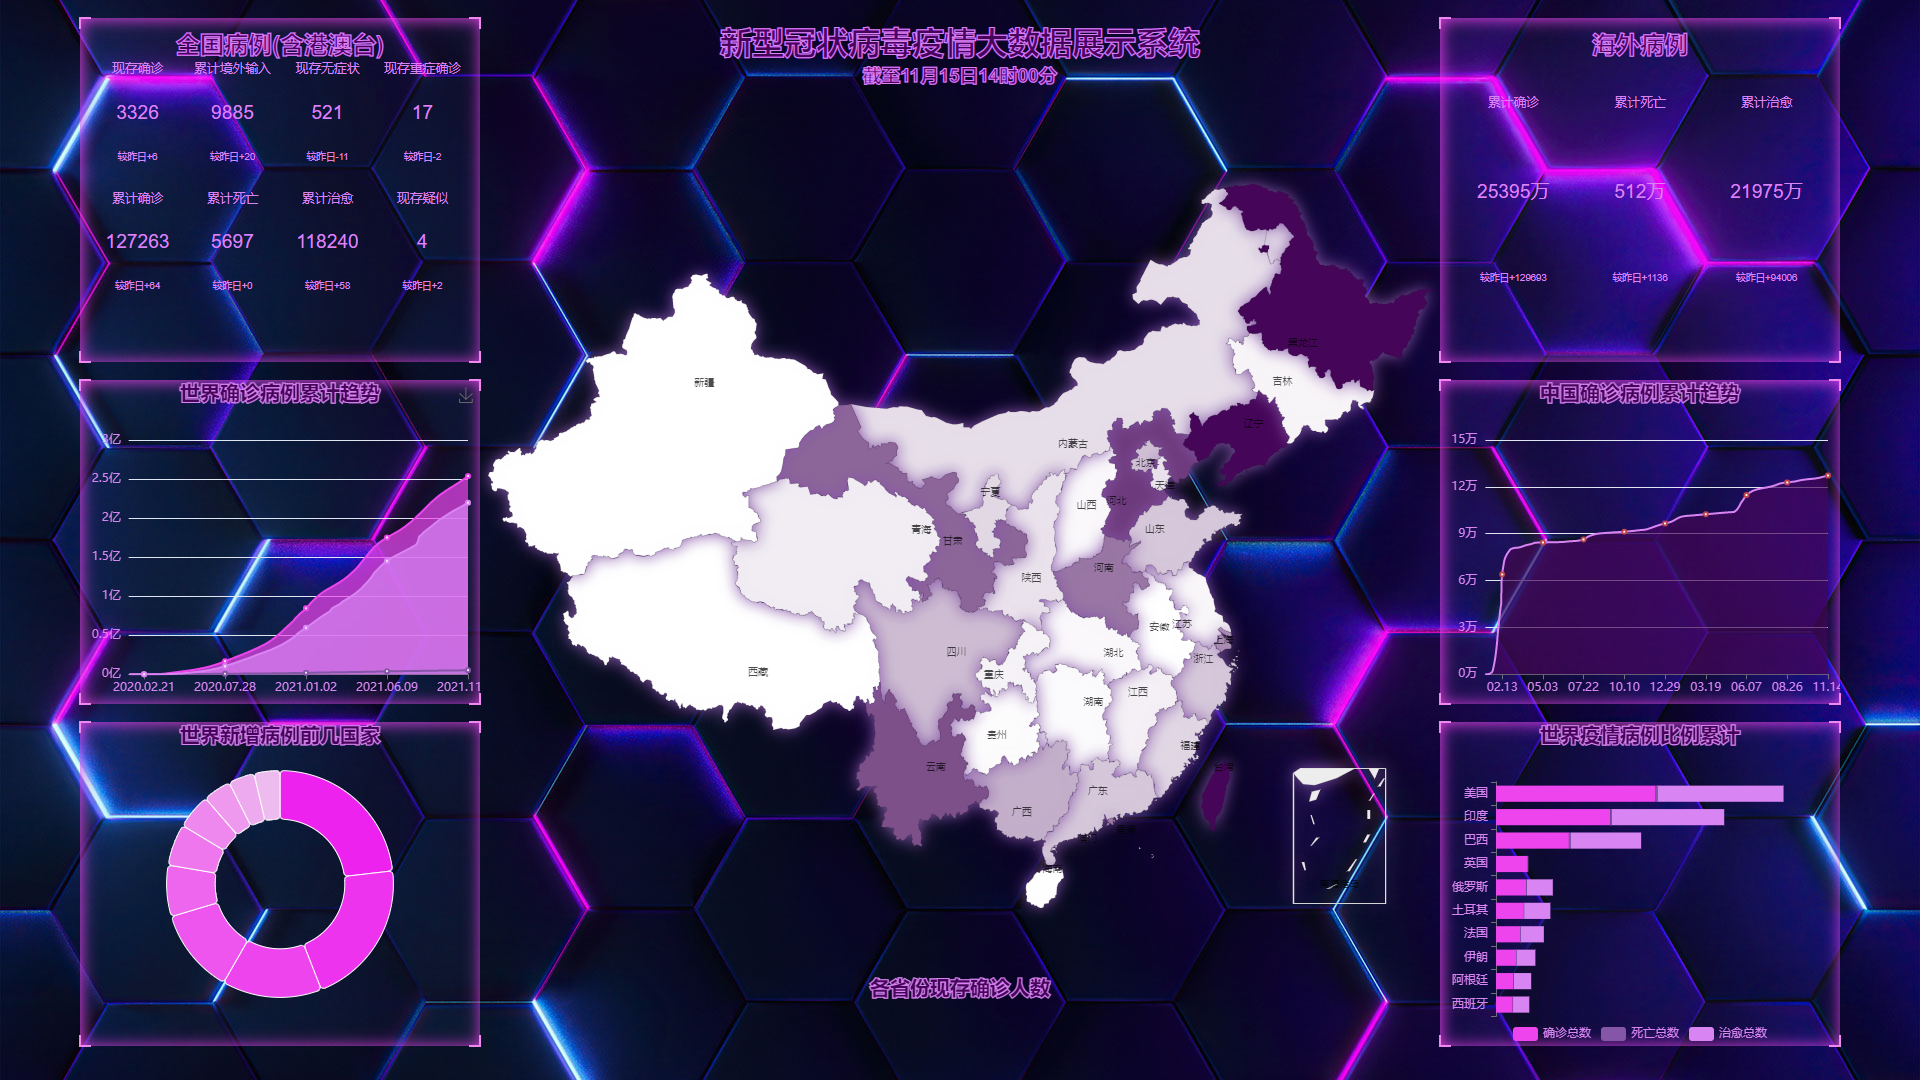 新型冠状病毒疫情大数据展示系统
截至11月15日14时00分
全国病例(含港澳台)
现存确诊 累计境外输入 现存无症状 现存重症确诊
3326 9885 521 17
较昨日+6 较昨日+20 较昨日-11 较昨日-2
累计确诊 累计死亡 累计治愈 现存疑似
127263 5697 118240 4
较昨日+64 较昨日+0 较昨日+58 较昨日+2
世界确诊病例累计趋势
3亿
2.5亿
2亿
1.5亿
1亿
0.5亿
0亿
2020.02.21 2020.07.28 2021.01.02 2021.06.09 2021.11
世界新增病例前几国家
黑龙江
吉林
新疆
辽宁
内蒙古
北京
天津
宁夏
山西
河北
青海
山东
甘肃
河南
陕西
安徽
江苏
上海
四川
湖北
浙江
西藏
重庆
江西
湖南
贵州
福建
云南
台湾
广东
广西
海南
各省份现存确诊人数
海外病例
累计确诊 累计死亡 累计治愈
25395万 512万 21975万
较昨日+129693 较昨日+1136 较昨日+94006
中国确诊病例累计趋势
15万
12万
9万
6万
3万
0万
02.13 05.03 07.22 10.10 12.29 03.19 06.07 08.26 11.14
世界疫情病例比例累计
美国
印度
巴西
英国
俄罗斯
土耳其
法国
伊朗
阿根廷
西班牙
确诊总数 死亡总数 治愈总数